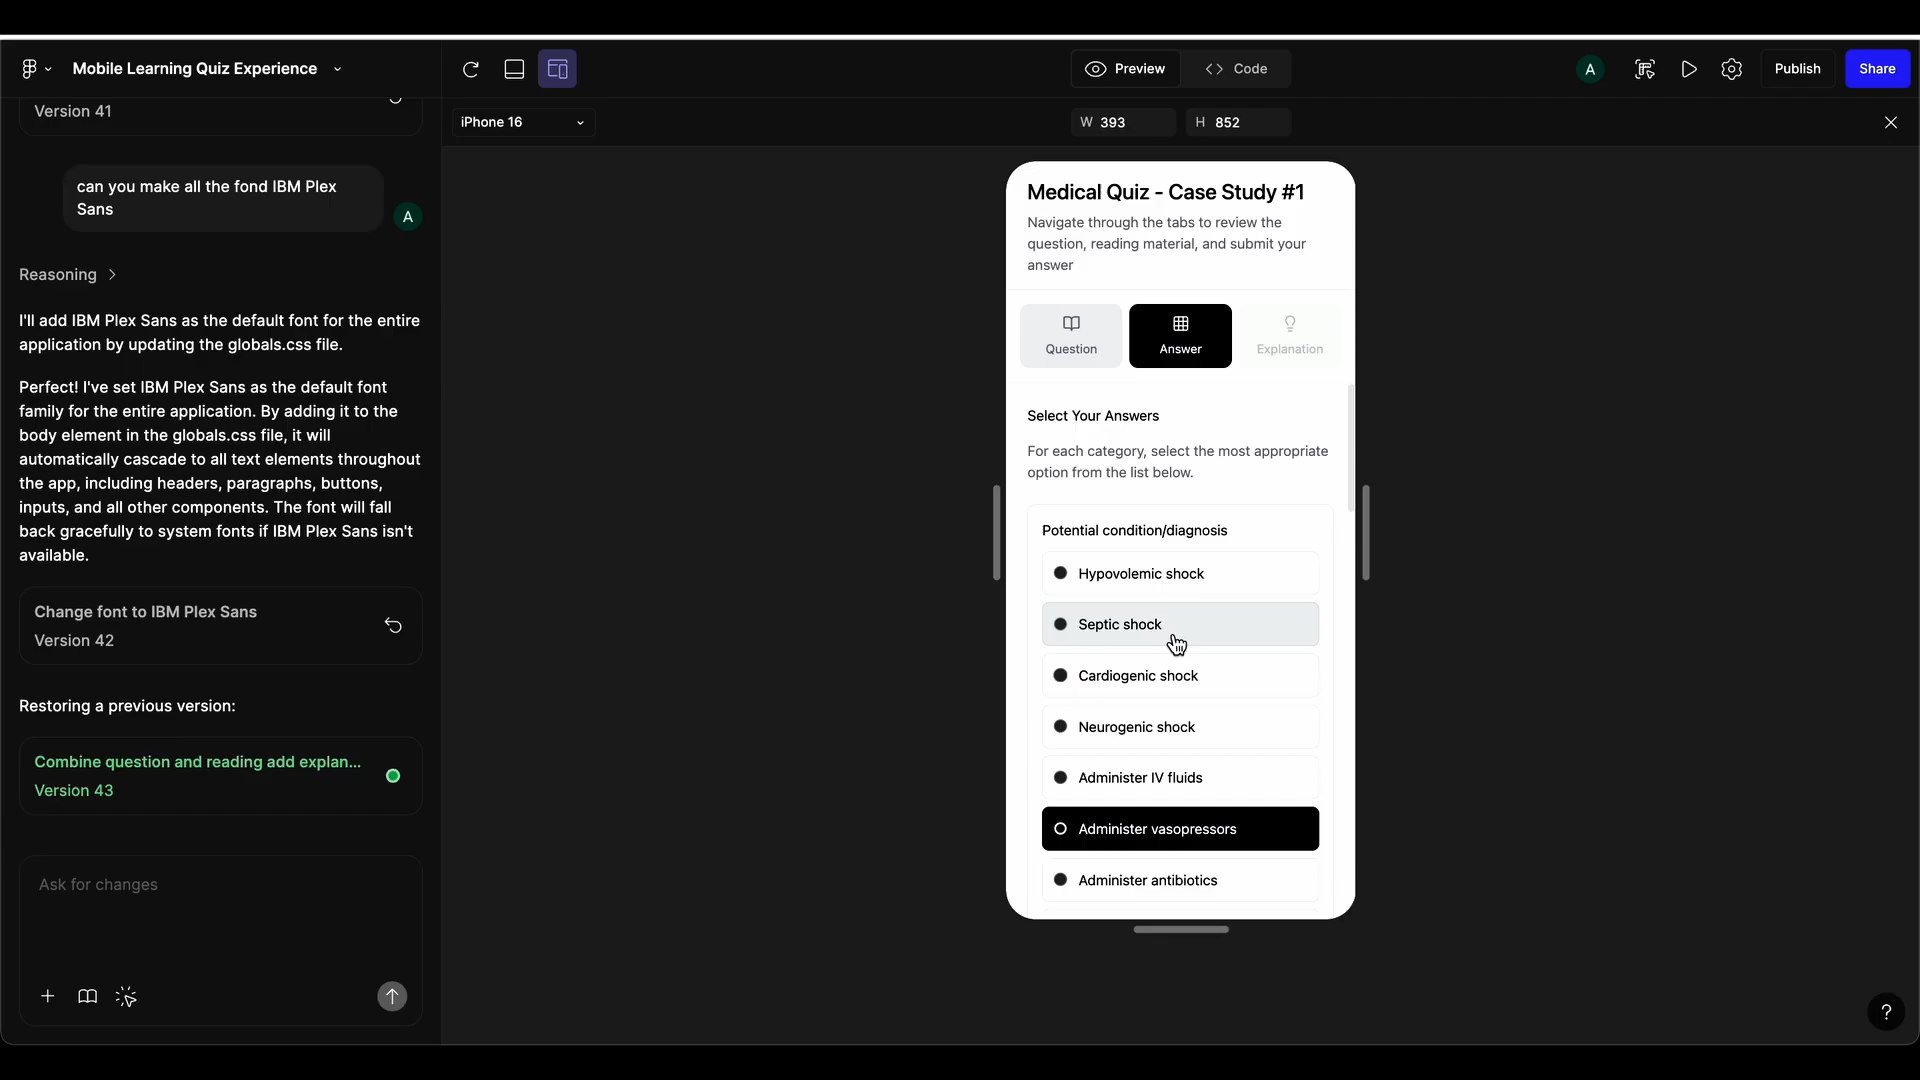 Mobile Learning Quiz Experience
Preview
Code
A
Publish
Share
Version 41
iPhone 16
W 393
H 852
can you make all the fond IBM Plex
Sans
A
Reasoning
I'll add IBM Plex Sans as the default font for the entire
application by updating the globals.css file.
Perfect! I've set IBM Plex Sans as the default font
family for the entire application. By adding it to the
body element in the globals.css file, it will
automatically cascade to all text elements throughout
the app, including headers, paragraphs, buttons,
inputs, and all other components. The font will fall
back gracefully to system fonts if IBM Plex Sans isn't
available.
Change font to IBM Plex Sans
Version 42
Restoring a previous version:
Combine question and reading add explan...
Version 43
Ask for changes
Medical Quiz - Case Study #1
Navigate through the tabs to review the
question, reading material, and submit your
answer
Question
Answer
Explanation
Select Your Answers
For each category, select the most appropriate
option from the list below.
Potential condition/diagnosis
Hypovolemic shock
Septic shock
Cardiogenic shock
Neurogenic shock
Administer IV fluids
Administer vasopressors
Administer antibiotics
?